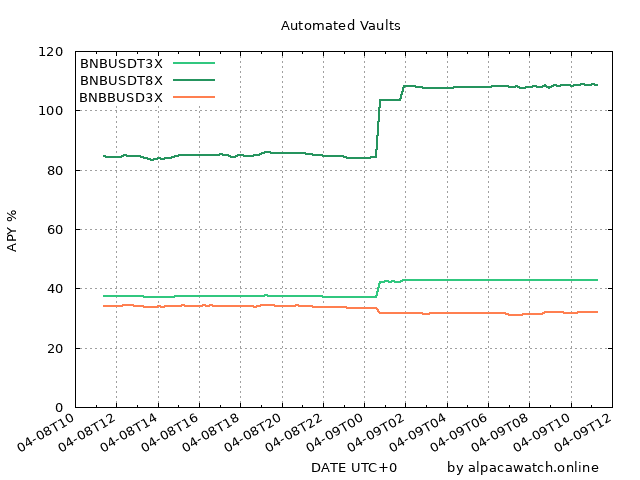 Automated Vaults
BNBUSDT3X
BNBUSDT8X
BNBBUSD3X
APY %
120
100
80
60
40
20
0
04-08T10
04-08T12
04-08T14
04-08T16
04-08T18
04-08T20
04-08T22
04-09T00
04-09T02
04-09T04
04-09T06
04-09T08
04-09T10
04-09T12
DATE UTC+0
by alpacawatch.online